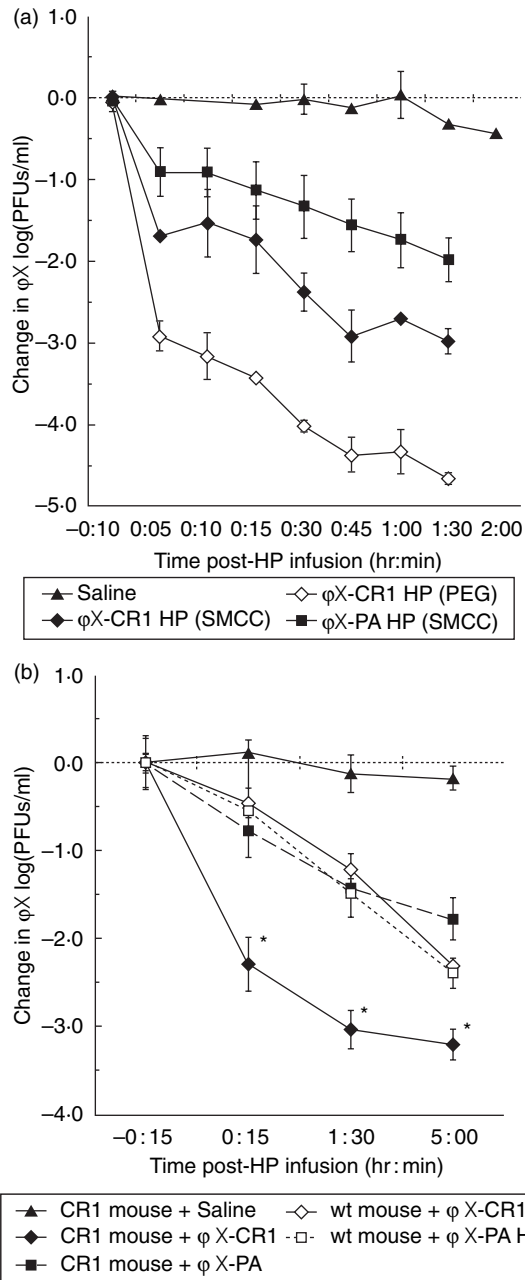 (a)
1·0
0·0
–1·0
–2·0
–3·0
–4·0
–5·0
Change in φX log(PFUs/ml)
–0:10 0:05 0:10 0:15 0:30 0:45 1:00 1:30 2:00
Time post-HP infusion (hr:min)
Saline
φX-CR1 HP (PEG)
φX-CR1 HP (SMCC)
φX-PA HP (SMCC)
(b)
1·0
0·0
–1·0
–2·0
–3·0
–4·0
Change in φX log(PFUs/ml)
*
*
*
–0:15 0:15 1:30 5:00
Time post-HP infusion (hr:min)
CR1 mouse + Saline
wt mouse + φX-CR1
CR1 mouse + φX-CR1
wt mouse + φX-PA H
CR1 mouse + φX-PA